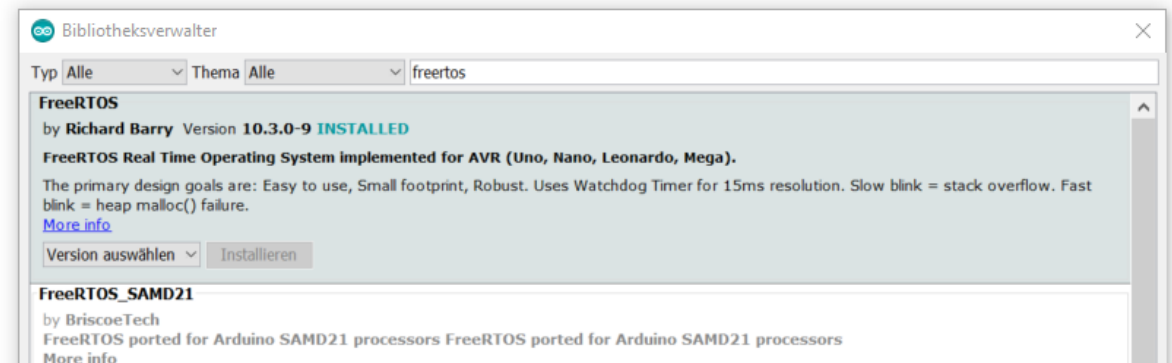 Bibliotheksverwalter
Typ Alle Thema Alle freertos
FreeRTOS
by Richard Barry Version 10.3.0-9 INSTALLED
FreeRTOS Real Time Operating System implemented for AVR (Uno, Nano, Leonardo, Mega).
The primary design goals are: Easy to use, Small footprint, Robust. Uses Watchdog Timer for 15ms resolution. Slow blink = stack overflow. Fast
blink = heap malloc() failure.
More info
Version auswählen Installieren
FreeRTOS_SAMD21
by BriscoeTech
FreeRTOS ported for Arduino SAMD21 processors FreeRTOS ported for Arduino SAMD21 processors
More info